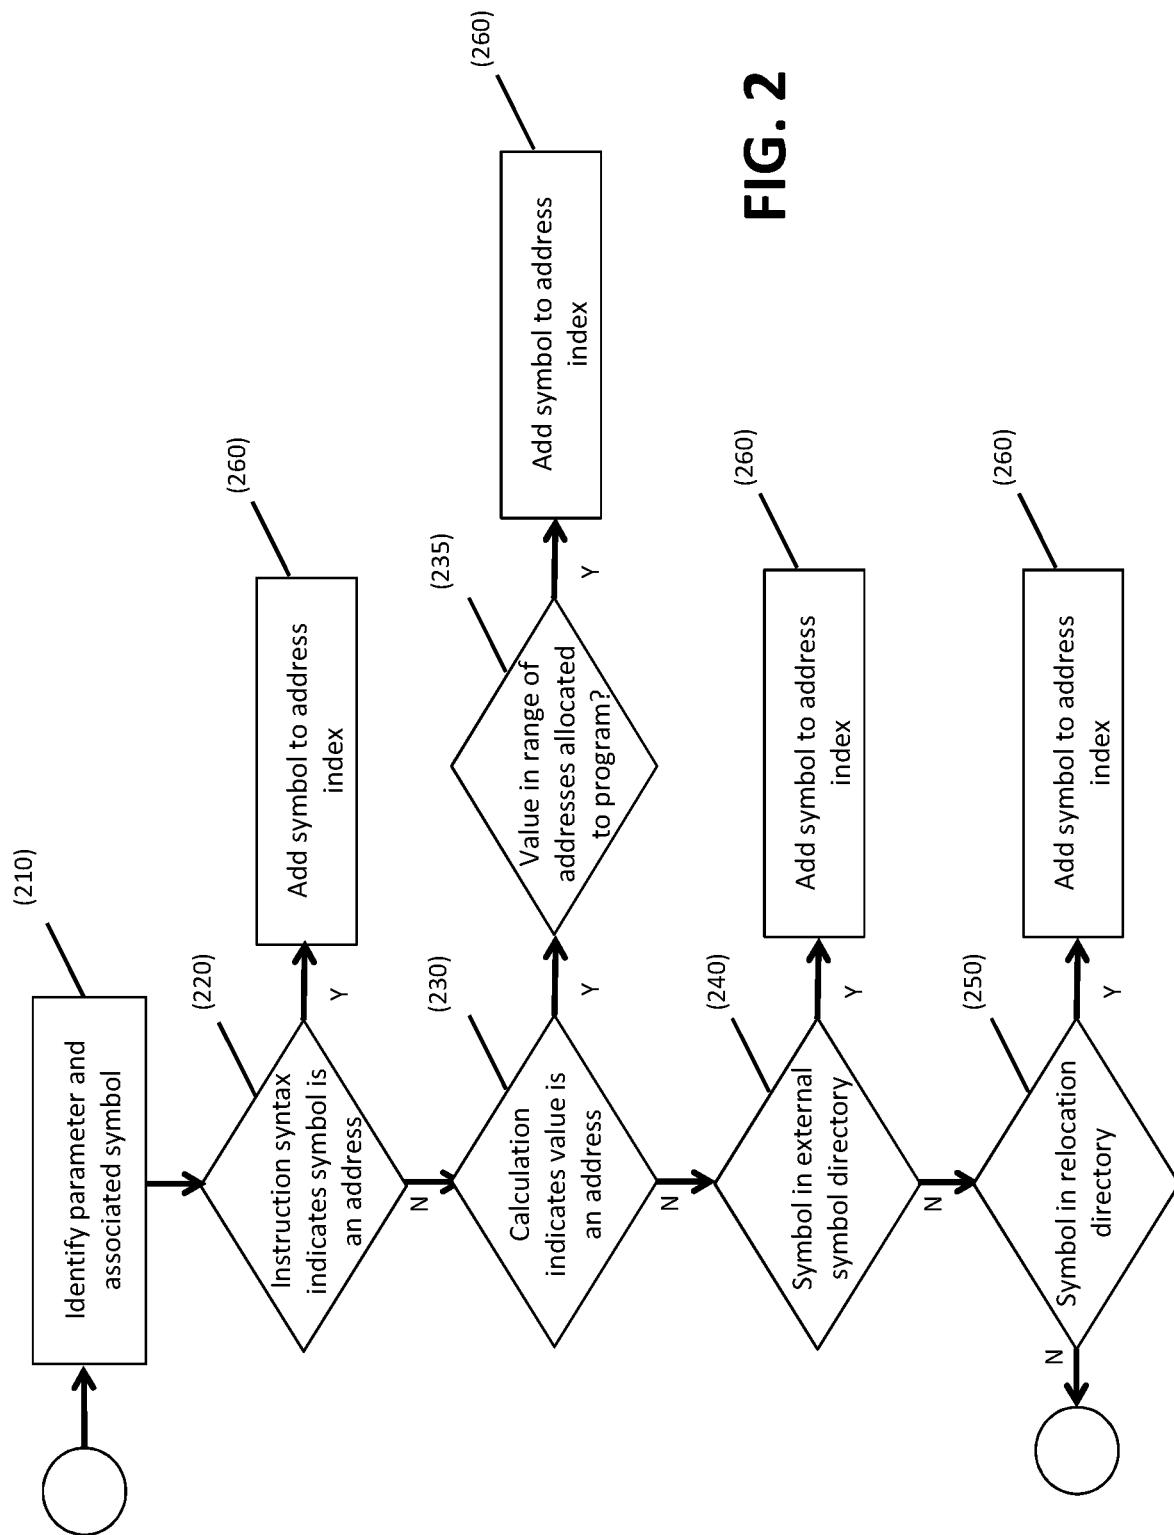 (210)
Identify parameter and
associated symbol
(220)
Instruction syntax
indicates symbol is
an address
Y
N
(260)
Add symbol to address
index
(230)
Calculation
indicates value is
an address
Y
N
(235)
Value in range of
addresses allocated
to program?
Y
(260)
Add symbol to address
index
(240)
Symbol in external
symbol directory
Y
N
(260)
Add symbol to address
index
(250)
Symbol in relocation
directory
Y
N
(260)
Add symbol to address
index
FIG. 2